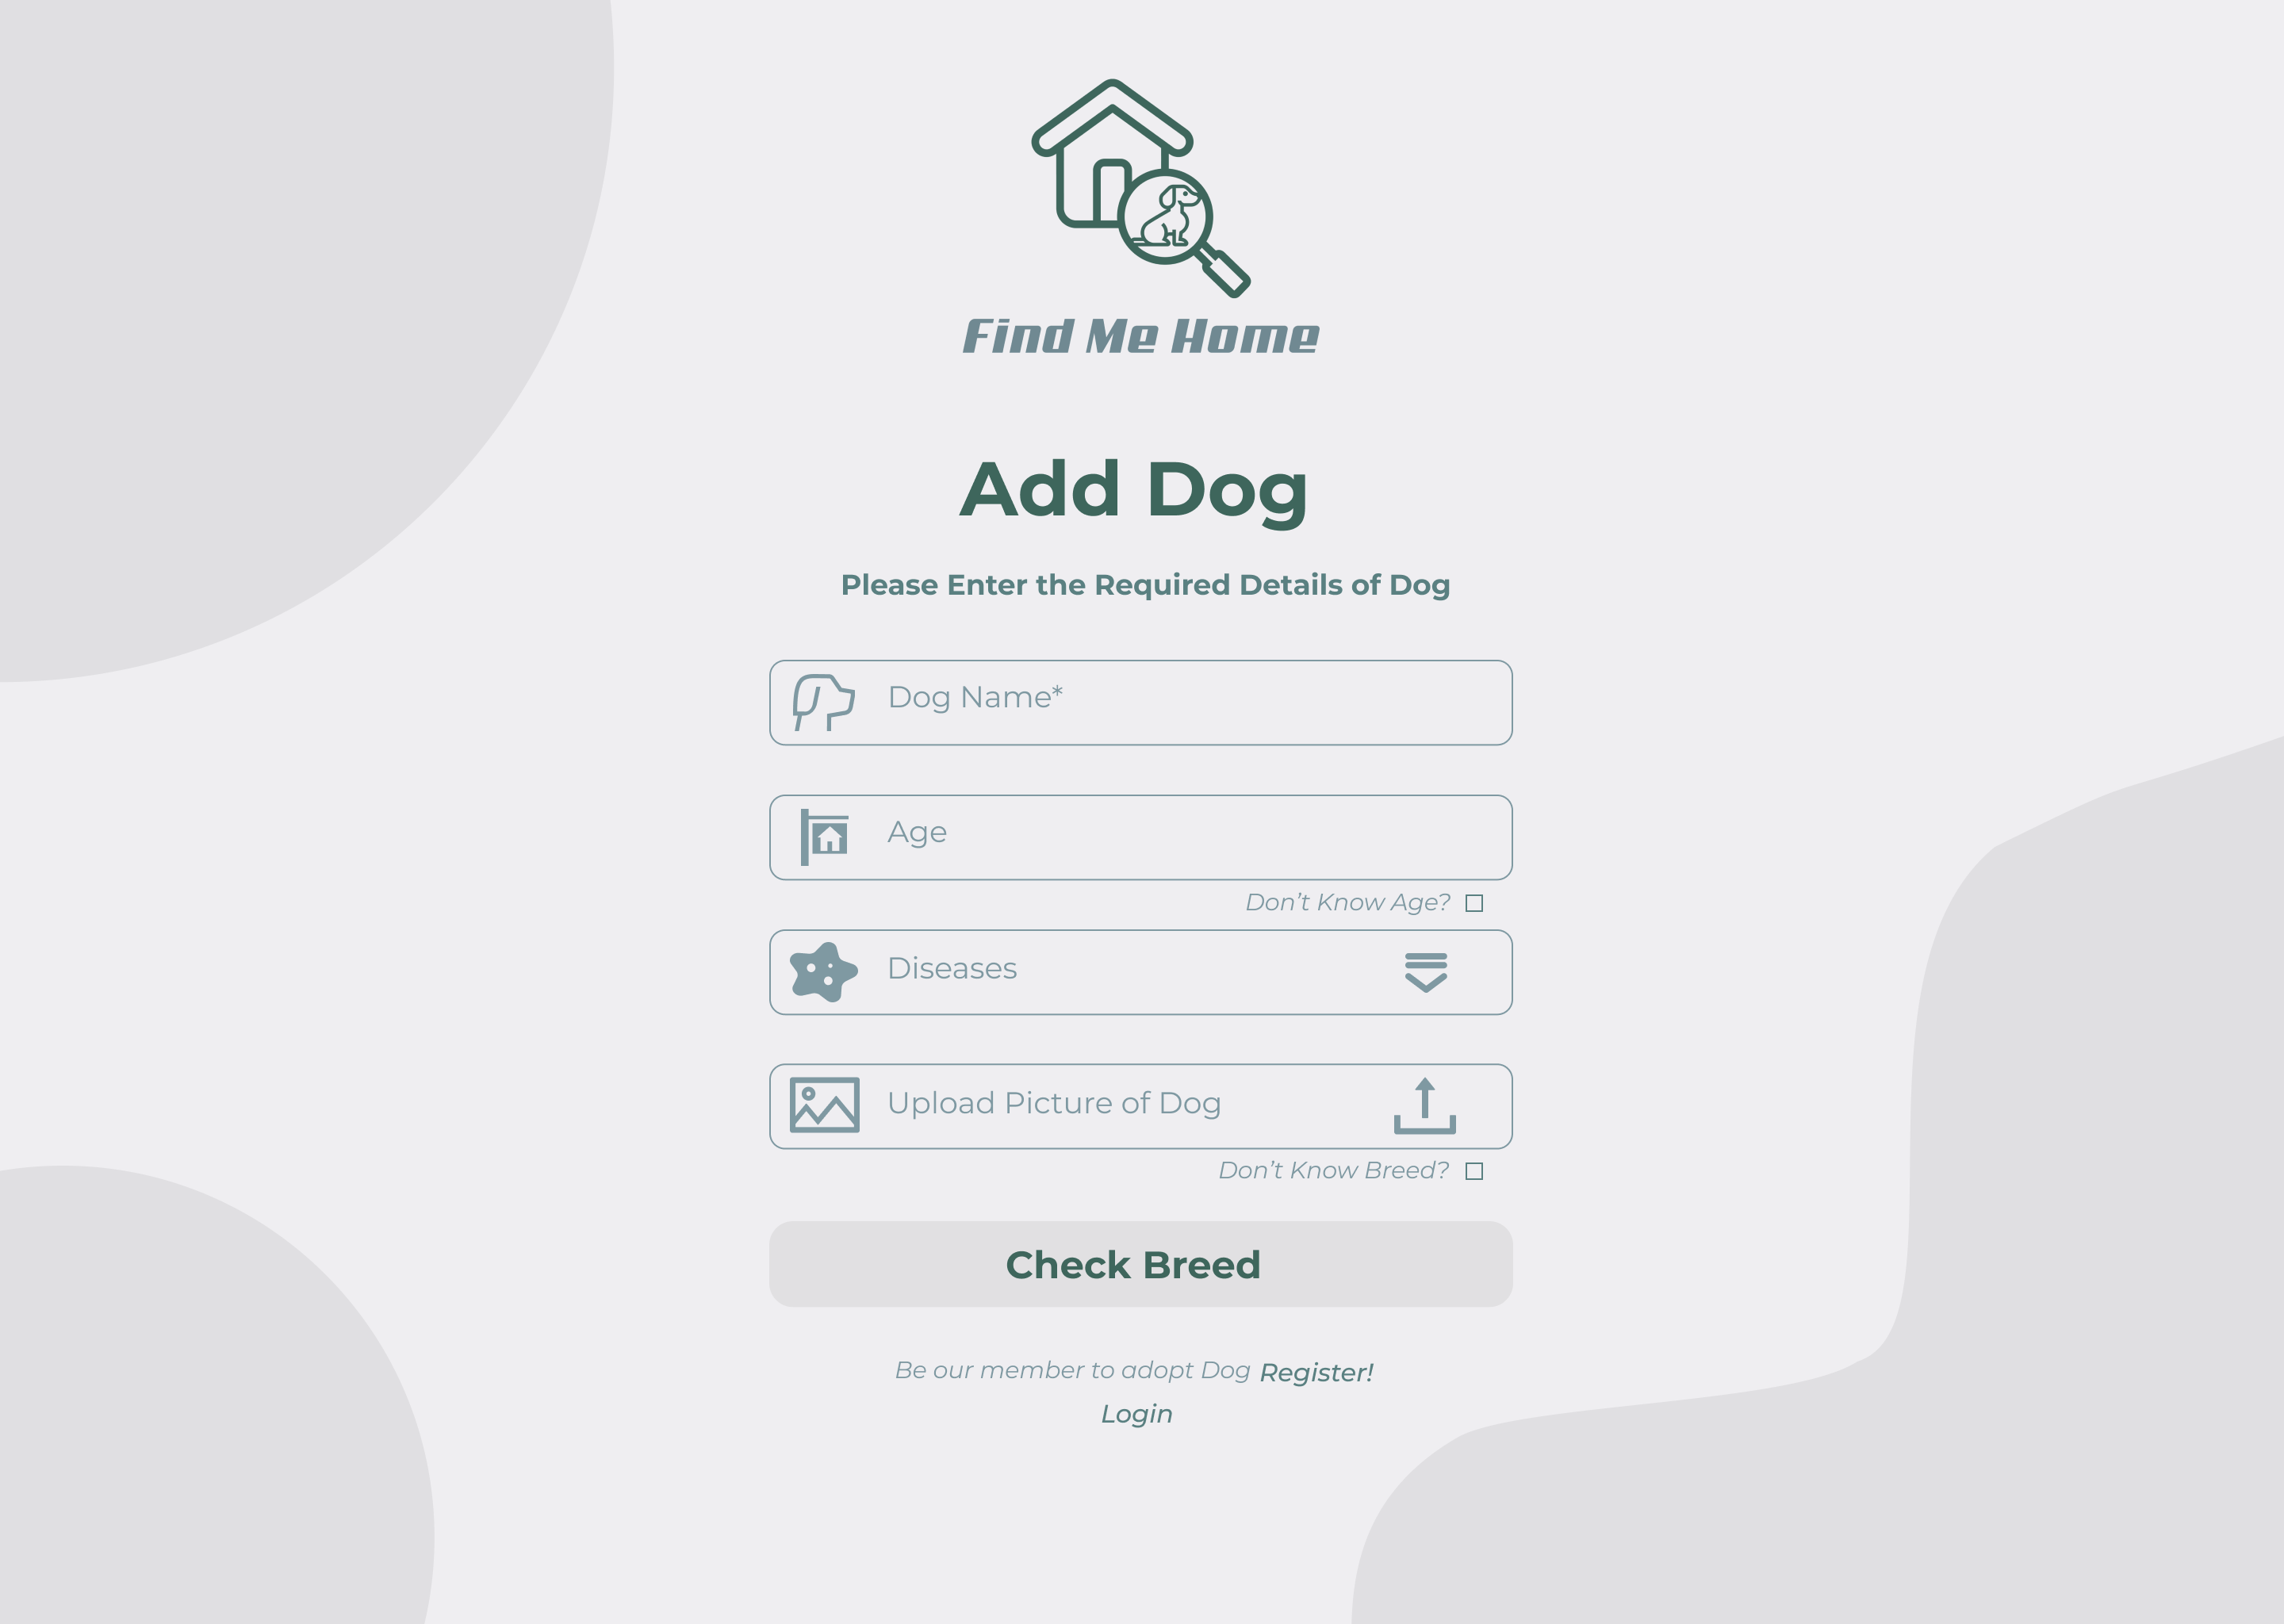 Find Me Home
Add Dog
Please Enter the Required Details of Dog
Dog Name*
Age
Don’t Know Age?
Diseases
Upload Picture of Dog
Don’t Know Breed?
Check Breed
Be our member to adopt Dog Register!
Login